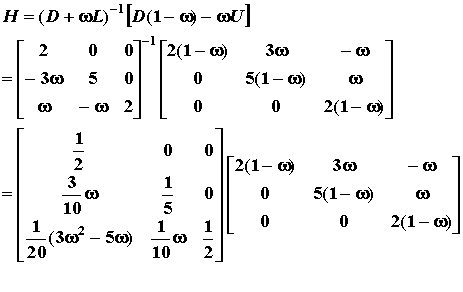 H = (D + ωL)⁻¹[D(1 − ω) − ωU]
= [2 0 0; −3ω 5 0; ω −ω 2]⁻¹ [2(1 − ω) 3ω −ω; 0 5(1 − ω) ω; 0 0 2(1 − ω)]
= [1/2 0 0; 3/10 ω 1/5 0; 1/20 (3ω² − 5ω) 1/10 ω 1/2] [2(1 − ω) 3ω −ω; 0 5(1 − ω) ω; 0 0 2(1 − ω)]